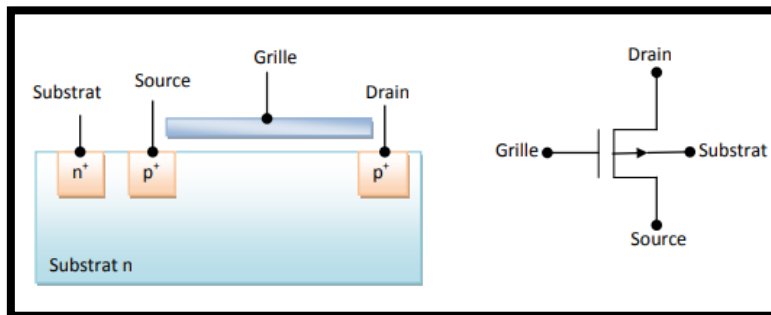 Grille
Source
Substrat
Drain
n+
p+
p+
Substrat n
Drain
Grille
Substrat
Source